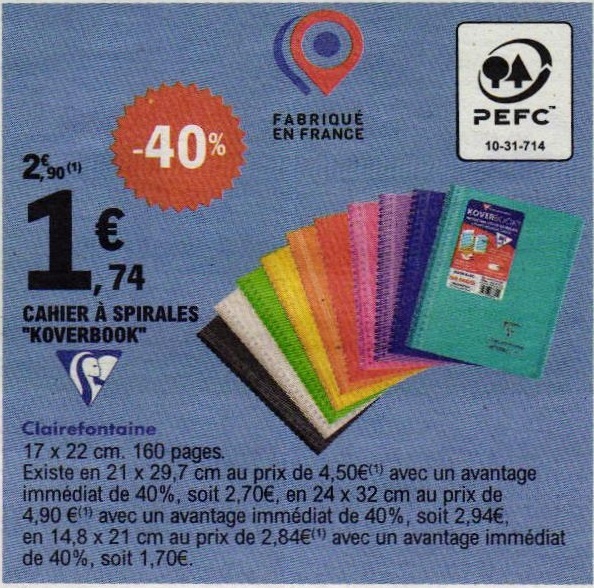 FABRIQUÉ
EN FRANCE
PEFC™
10-31-714
-40%
2€,90(1)
1€,74
CAHIER À SPIRALES
"KOVERBOOK"
KOVERBOOK
Clairefontaine
17 x 22 cm. 160 pages.
Existe en 21 x 29,7 cm au prix de 4,50€(1) avec un avantage
immédiat de 40%, soit 2,70€, en 24 x 32 cm au prix de
4,90 €(1) avec un avantage immédiat de 40%, soit 2,94€,
en 14,8 x 21 cm au prix de 2,84€(1) avec un avantage immédiat
de 40%, soit 1,70€.